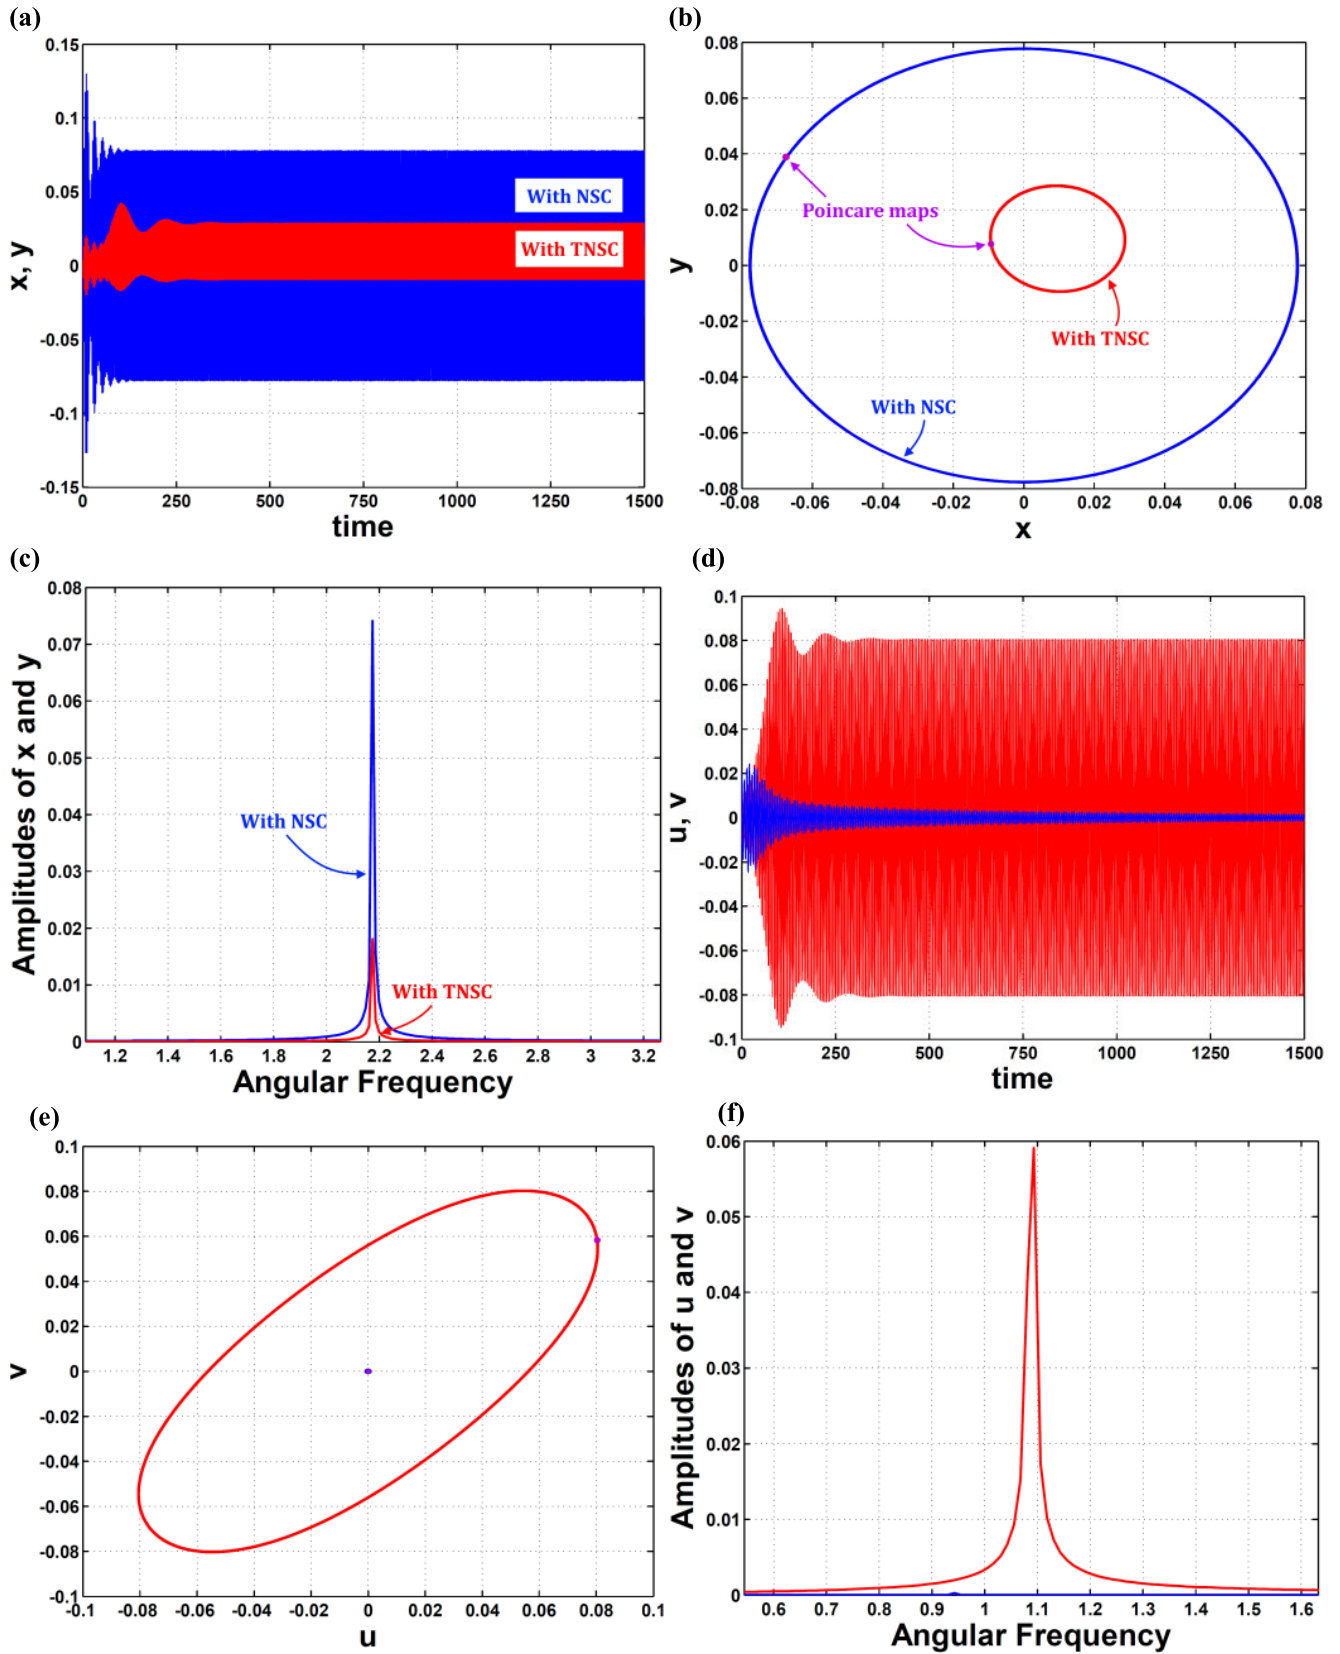 (a)
0.15
0.1
0.05
0
-0.05
-0.1
-0.15
x, y
With NSC
With TNSC
0 250 500 750 1000 1250 1500
time
(b)
0.08
0.06
0.04
0.02
0
-0.02
-0.04
-0.06
-0.08
y
Poincare maps
With TNSC
With NSC
-0.08 -0.06 -0.04 -0.02 0 0.02 0.04 0.06 0.08
x
(c)
0.08
0.07
0.06
0.05
0.04
0.03
0.02
0.01
0
Amplitudes of x and y
With NSC
With TNSC
1.2 1.4 1.6 1.8 2 2.2 2.4 2.6 2.8 3 3.2
Angular Frequency
(d)
0.1
0.08
0.06
0.04
0.02
0
-0.02
-0.04
-0.06
-0.08
-0.1
u, v
0 250 500 750 1000 1250 1500
time
(e)
0.1
0.08
0.06
0.04
0.02
0
-0.02
-0.04
-0.06
-0.08
-0.1
v
-0.1 -0.08 -0.06 -0.04 -0.02 0 0.02 0.04 0.06 0.08 0.1
u
(f)
0.06
0.05
0.04
0.03
0.02
0.01
0
Amplitudes of u and v
0.6 0.7 0.8 0.9 1 1.1 1.2 1.3 1.4 1.5 1.6
Angular Frequency